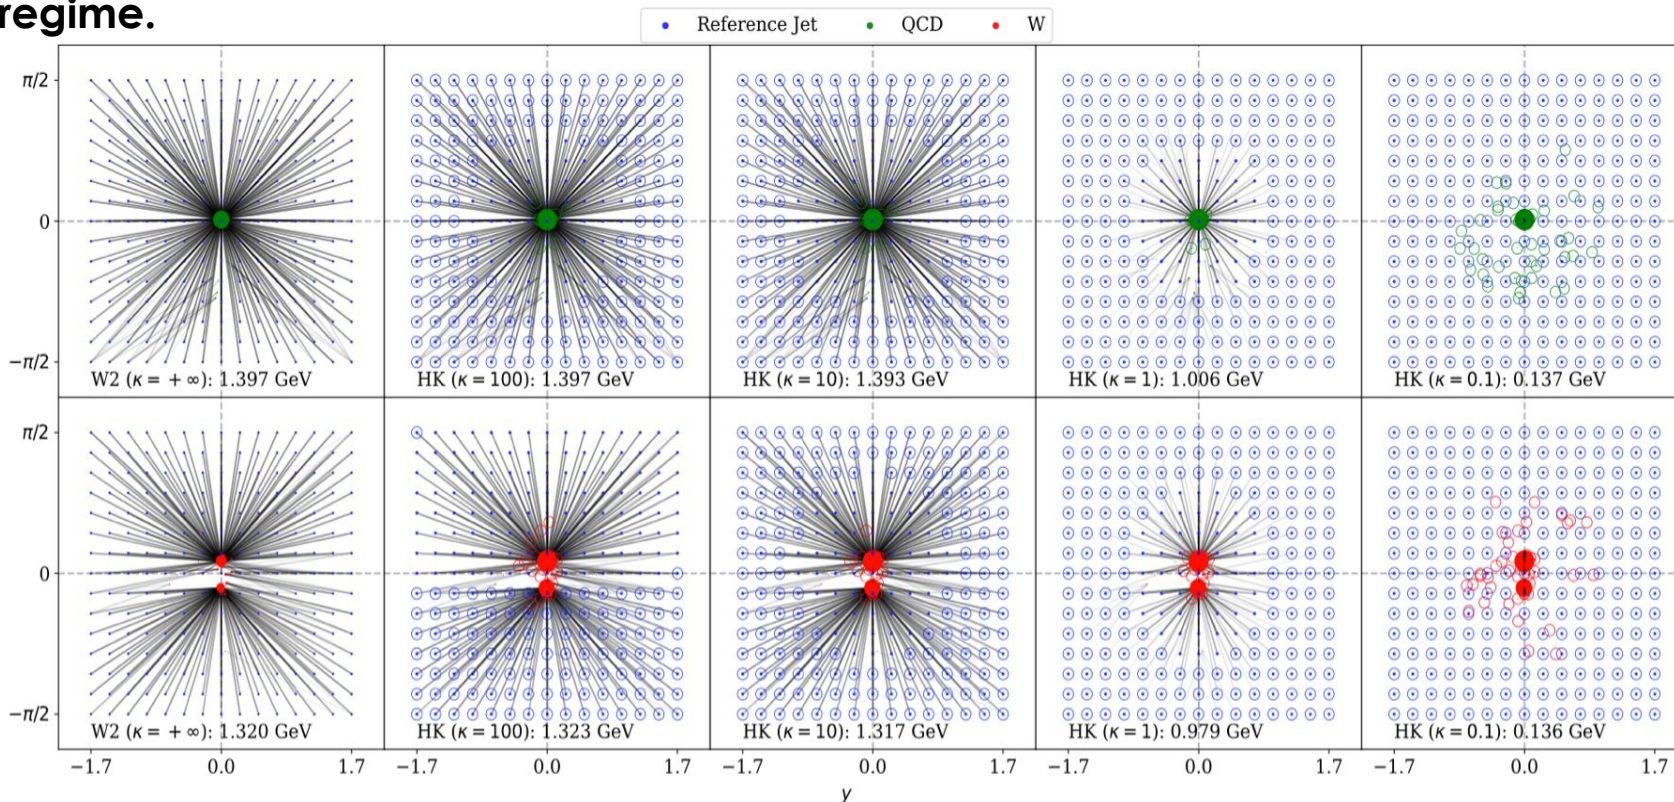 regime.
Reference Jet QCD W
π/2
0
−π/2
W2 (κ = +∞): 1.397 GeV
HK (κ = 100): 1.397 GeV
HK (κ = 10): 1.393 GeV
HK (κ = 1): 1.006 GeV
HK (κ = 0.1): 0.137 GeV
π/2
0
−π/2
W2 (κ = +∞): 1.320 GeV
HK (κ = 100): 1.323 GeV
HK (κ = 10): 1.317 GeV
HK (κ = 1): 0.979 GeV
HK (κ = 0.1): 0.136 GeV
−1.7 0.0 1.7 −1.7 0.0 1.7 −1.7 0.0 1.7 −1.7 0.0 1.7 −1.7 0.0 1.7
y